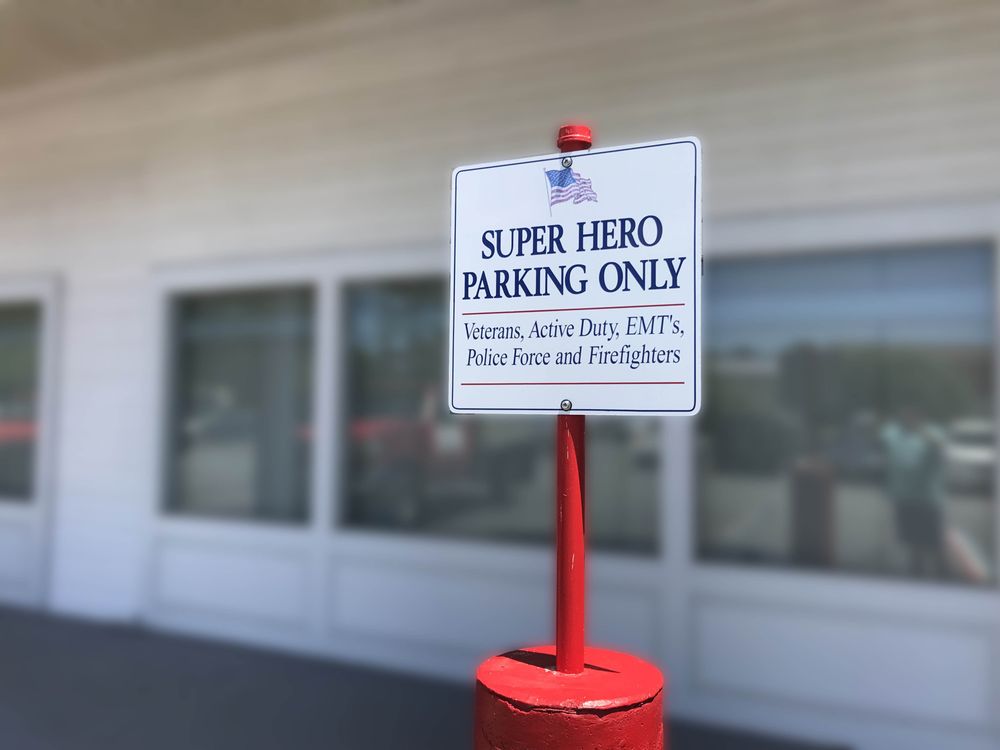 SUPER HERO
PARKING ONLY
Veterans, Active Duty, EMT's,
Police Force and Firefighters